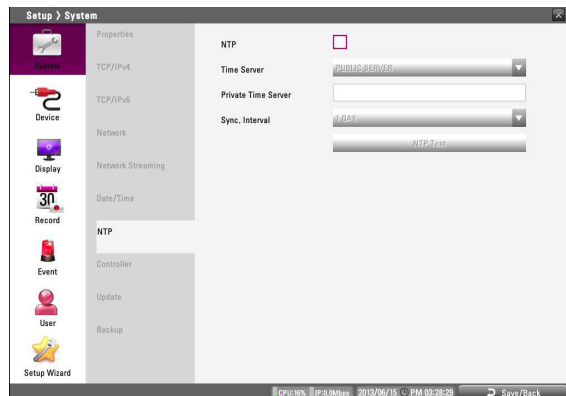 Setup > System
System
Device
Display
30
Record
Event
User
Setup Wizard
Properties
TCP/IPv4
TCP/IPv6
Network
Network Streaming
Date/Time
NTP
Controller
Update
Backup
NTP
Time Server
PUBLIC SERVER
Private Time Server
Sync, Interval
1 DAY
NTP Test
CPU:16% IP:0.0Mbps 2013/06/15 PM 03:28:29 Save/Back